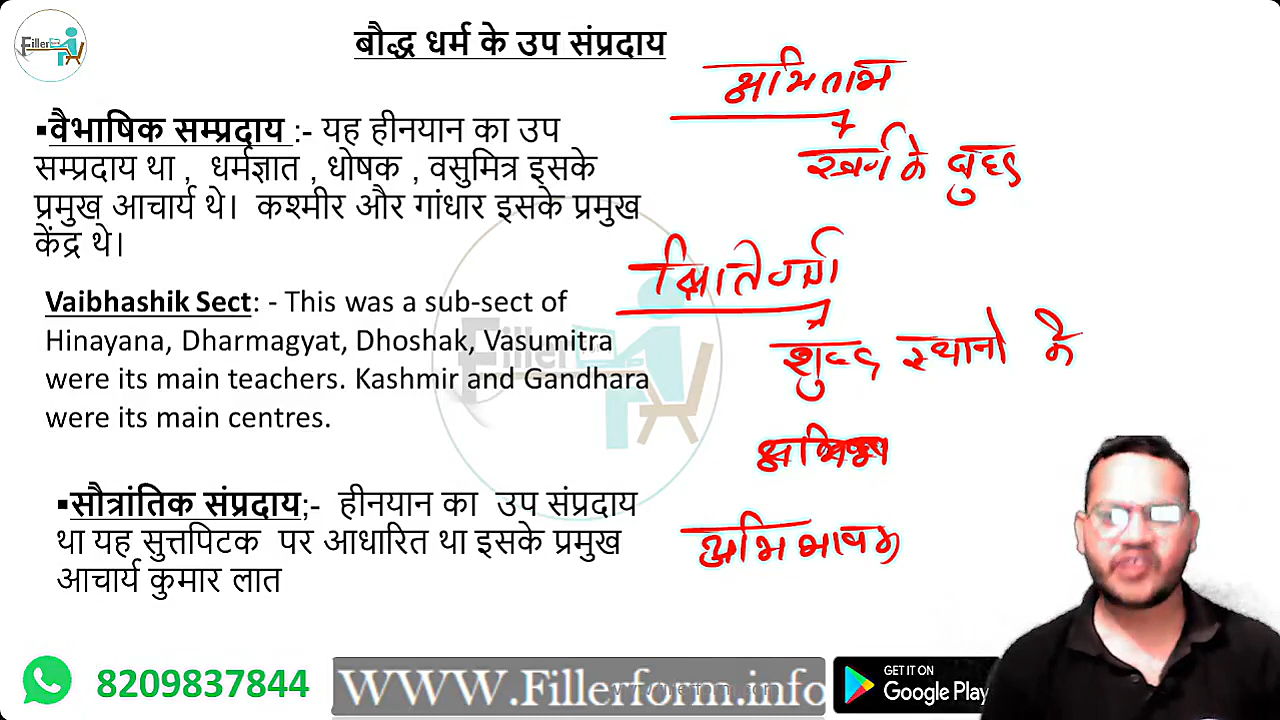 Fillerform
बौद्ध धर्म के उप संप्रदाय
▪वैभाषिक सम्प्रदाय :- यह हीनयान का उप
सम्प्रदाय था , धर्मज्ञात , धोषक , वसुमित्र इसके
प्रमुख आचार्य थे। कश्मीर और गांधार इसके प्रमुख
केंद्र थे।
Vaibhashik Sect: - This was a sub-sect of
Hinayana, Dharmagyat, Dhoshak, Vasumitra
were its main teachers. Kashmir and Gandhara
were its main centres.
▪सौत्रांतिक संप्रदाय;- हीनयान का उप संप्रदाय
था यह सुत्तपिटक पर आधारित था इसके प्रमुख
आचार्य कुमार लात
अमिताभ
स्वर्ग के बुद्ध
शुद्ध स्थानो के
8209837844
WWW.Fillerform.info
GET IT ON
Google Play